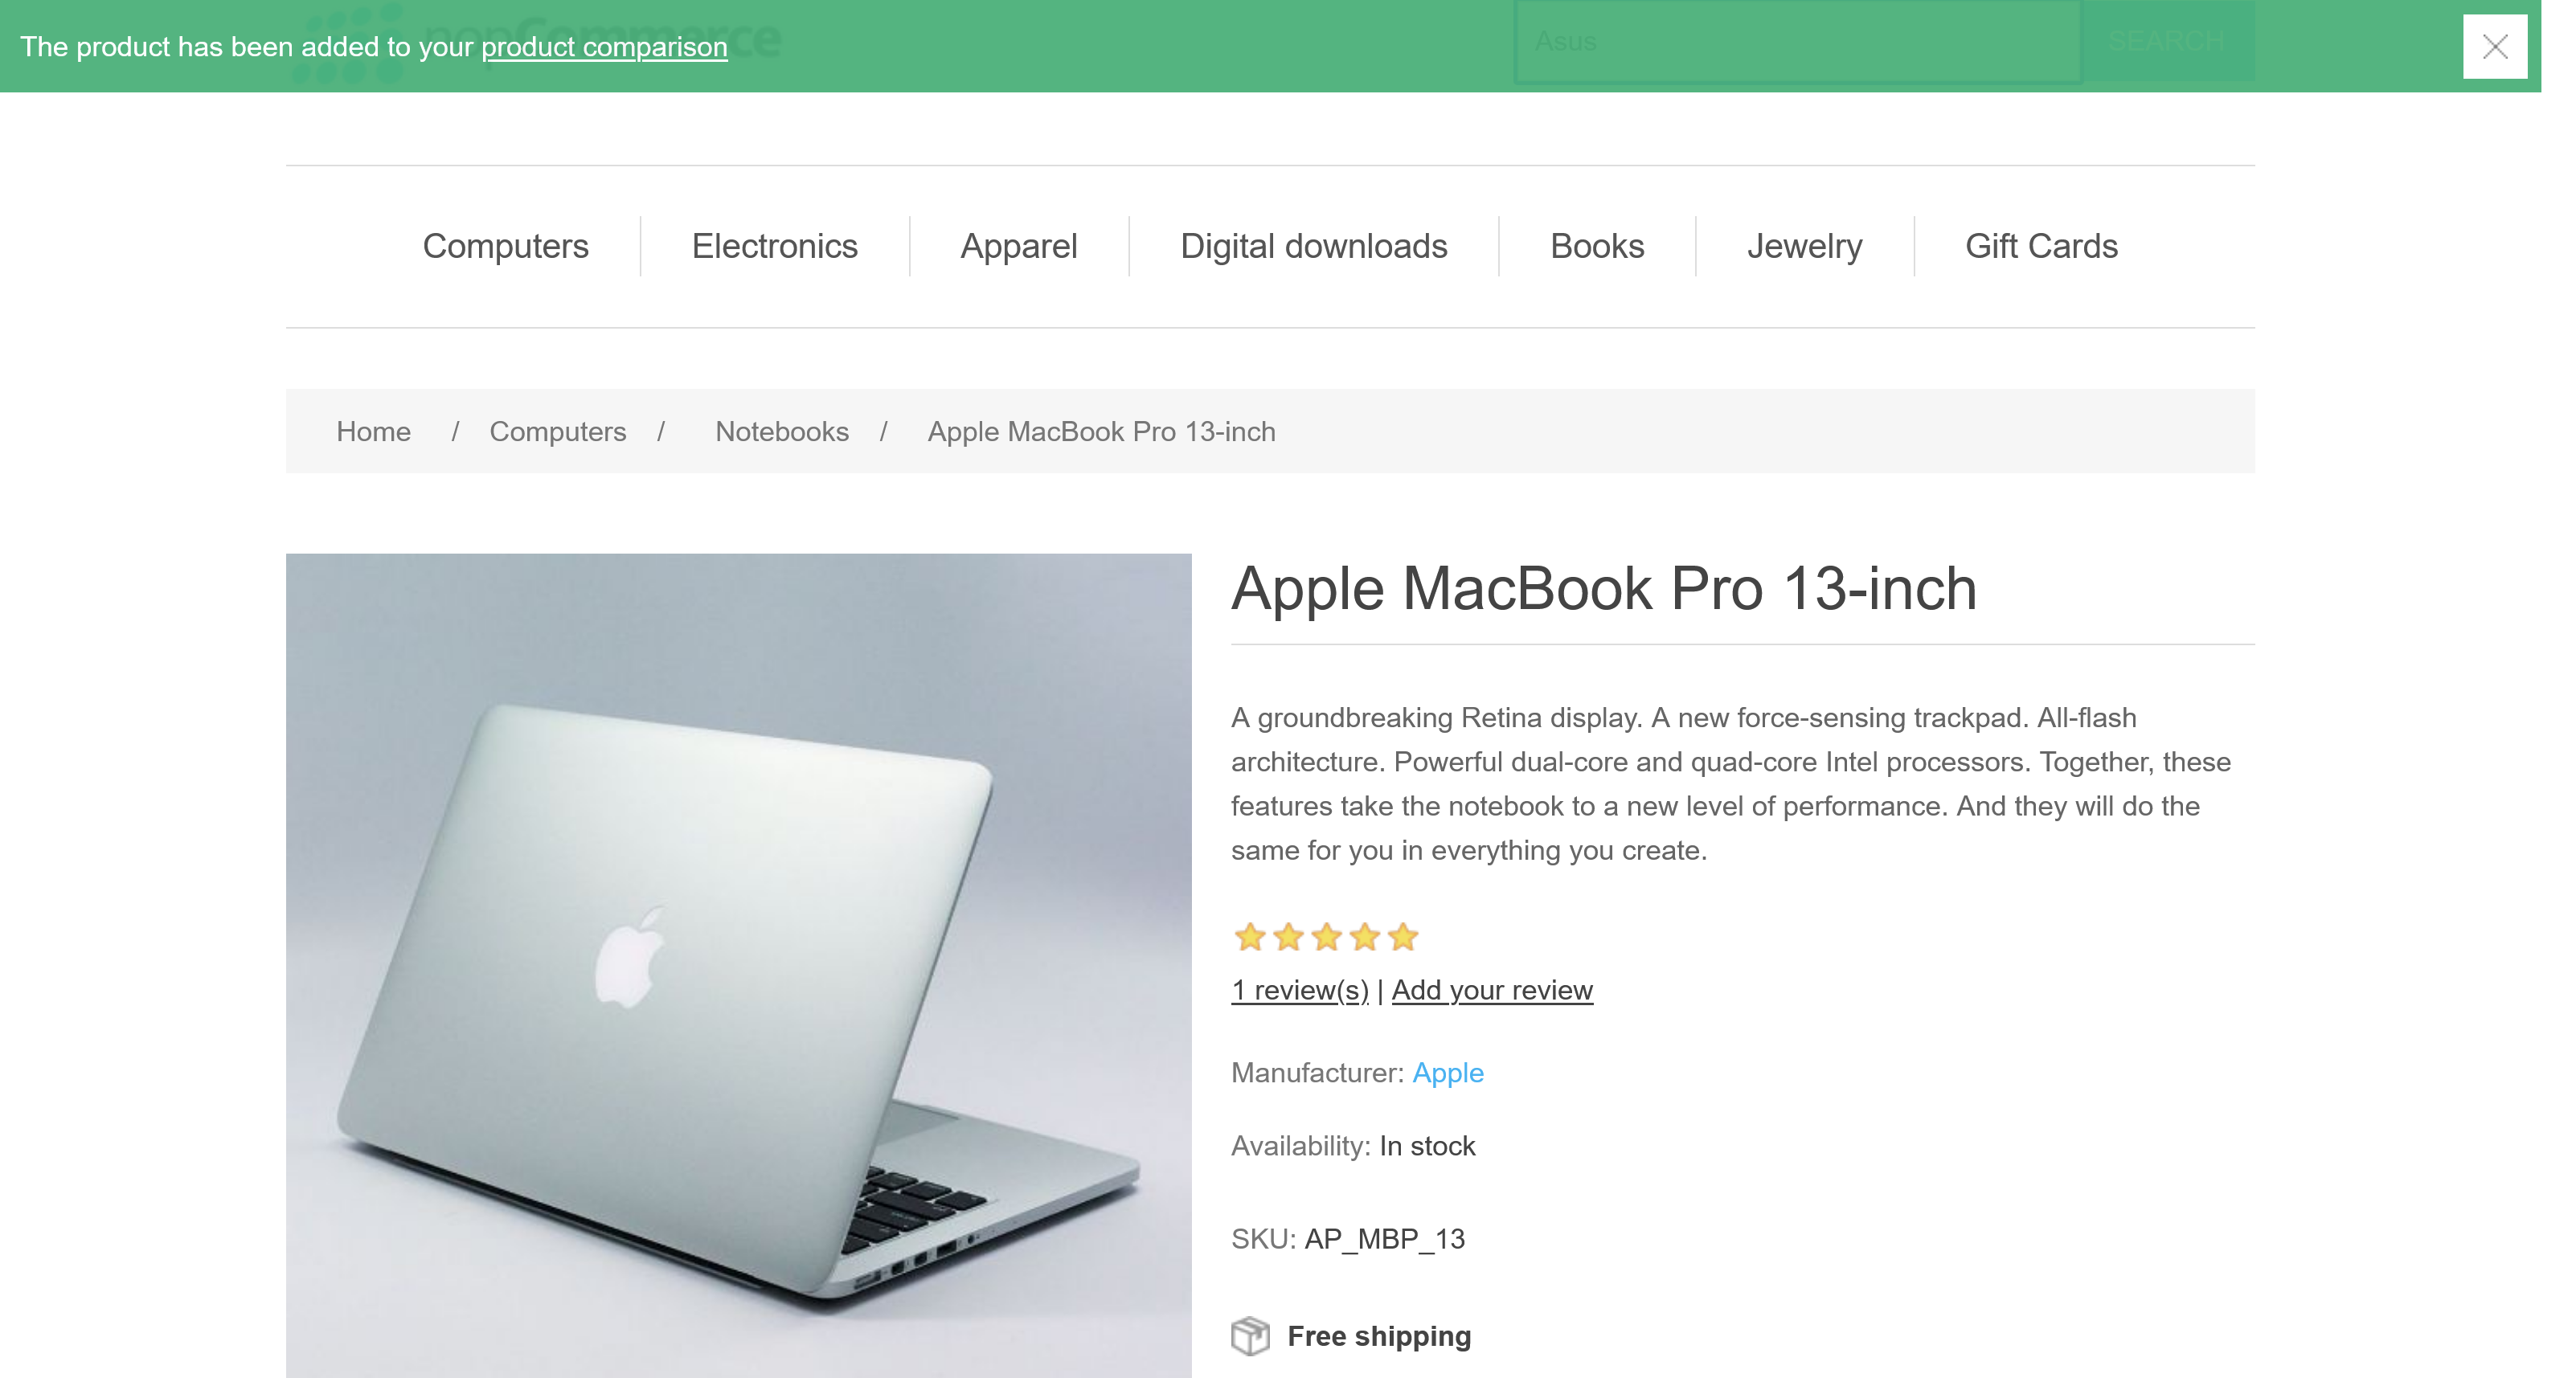 The product has been added to your product comparison
nopCommerce
Asus
SEARCH
Computers
Electronics
Apparel
Digital downloads
Books
Jewelry
Gift Cards
Home / Computers / Notebooks / Apple MacBook Pro 13-inch
Apple MacBook Pro 13-inch
A groundbreaking Retina display. A new force-sensing trackpad. All-flash
architecture. Powerful dual-core and quad-core Intel processors. Together, these
features take the notebook to a new level of performance. And they will do the
same for you in everything you create.
1 review(s) | Add your review
Manufacturer: Apple
Availability: In stock
SKU: AP_MBP_13
Free shipping